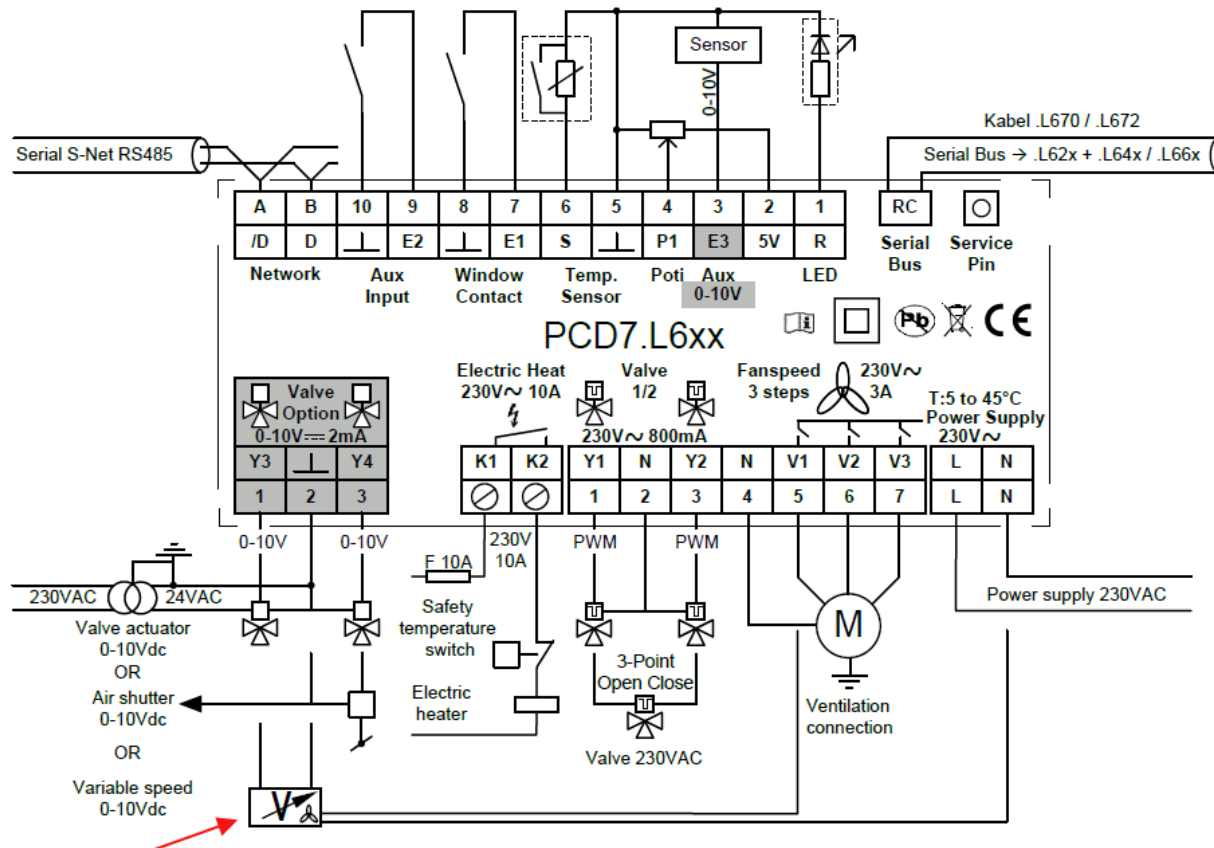 Sensor
0-10V
Kabel .L670 / .L672
Serial S-Net RS485
Serial Bus → .L62x + .L64x / .L66x
A B 10 9 8 7 6 5 4 3 2 1 RC
/D D ⊥ E2 ⊥ E1 S ⊥ P1 E3 5V R
Network
Aux
Input
Window
Contact
Temp.
Sensor
Poti
Aux
0-10V
LED
Serial
Bus
Service
Pin
PCD7.L6xx
Pb
CE
Valve
Option
0-10V⎓2mA
Y3 ⊥ Y4
1 2 3
Electric Heat
230V~ 10A
Valve
1/2
230V~ 800mA
Fanspeed
3 steps
230V~
3A
T:5 to 45°C
Power Supply
230V~
K1 K2 Y1 N Y2 N V1 V2 V3 L N
1 2 3 4 5 6 7 L N
0-10V
0-10V
230VAC
24VAC
Valve actuator
0-10Vdc
OR
Air shutter
0-10Vdc
OR
Variable speed
0-10Vdc
V
F 10A
230V
10A
Safety
temperature
switch
Electric
heater
PWM
PWM
3-Point
Open Close
Valve 230VAC
M
Ventilation
connection
Power supply 230VAC